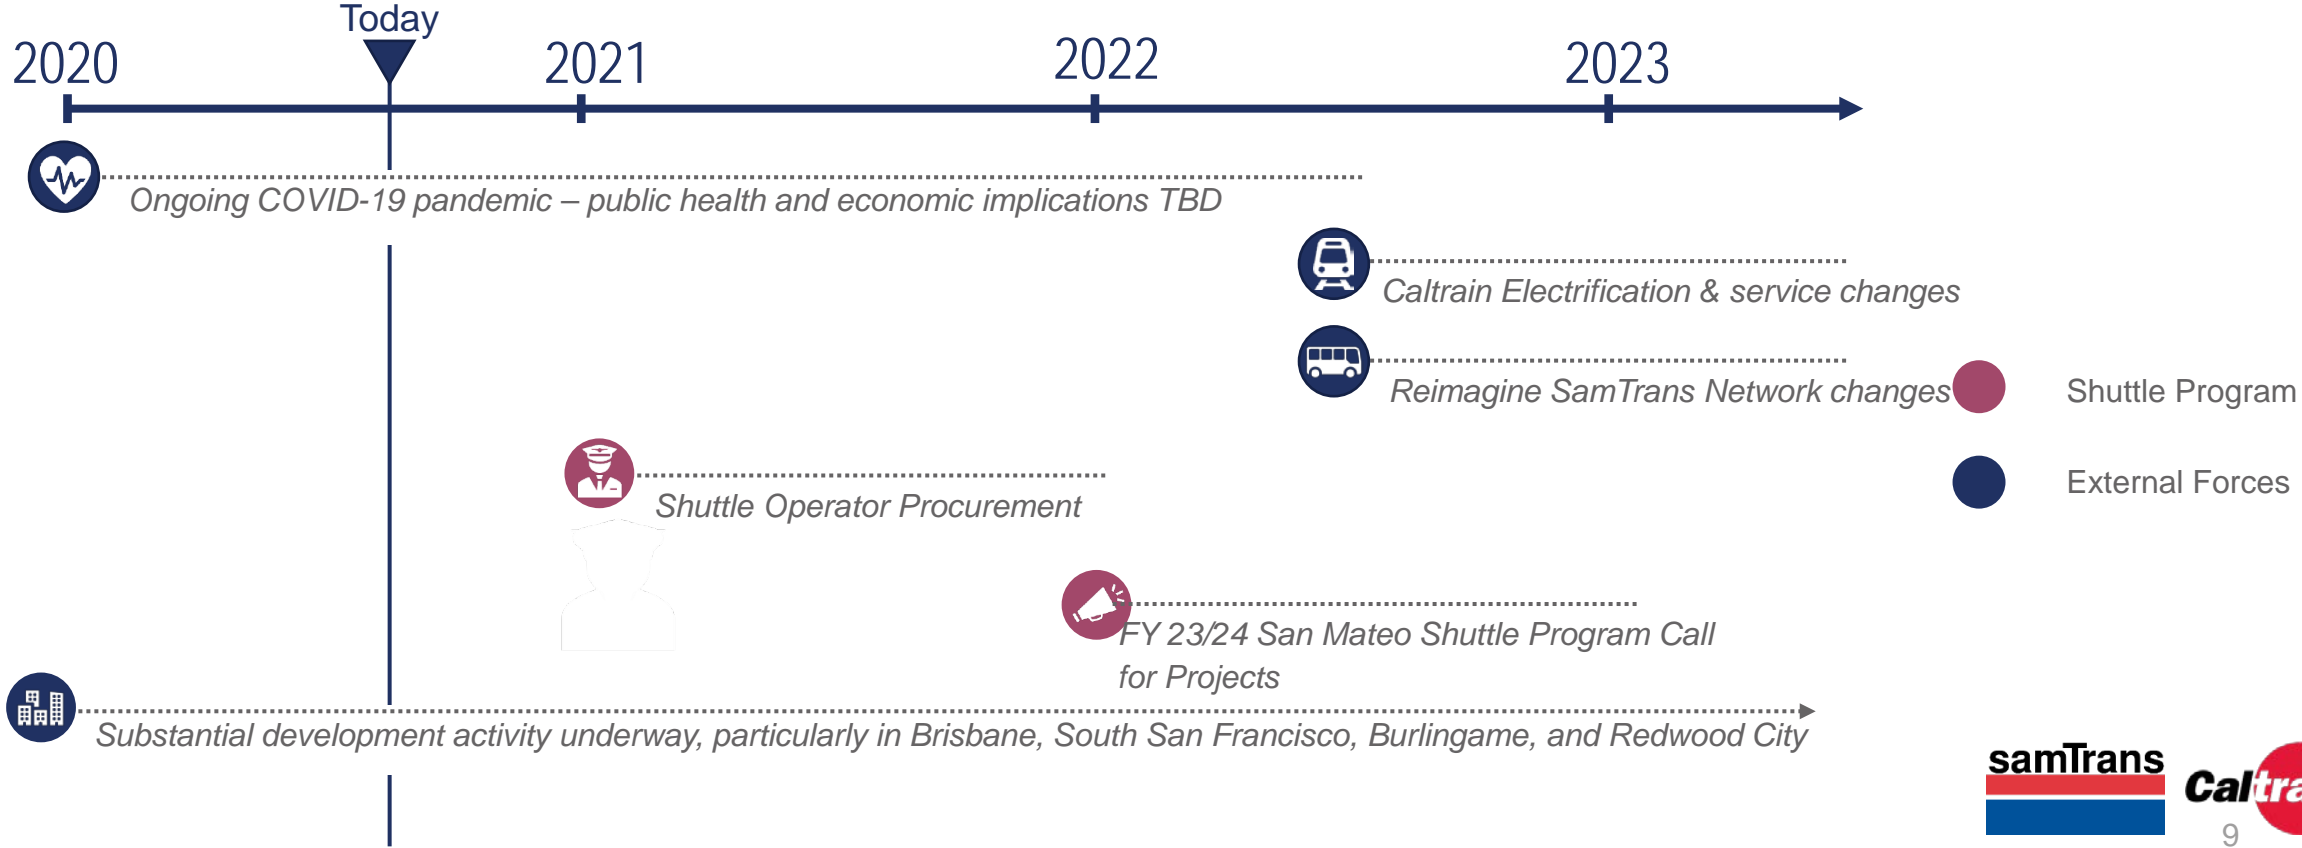 Today
2020
2021
2022
2023
Ongoing COVID-19 pandemic – public health and economic implications TBD
Caltrain Electrification & service changes
Reimagine SamTrans Network changes
Shuttle Program
External Forces
Shuttle Operator Procurement
FY 23/24 San Mateo Shuttle Program Call
for Projects
Substantial development activity underway, particularly in Brisbane, South San Francisco, Burlingame, and Redwood City
samTrans
Caltra
9